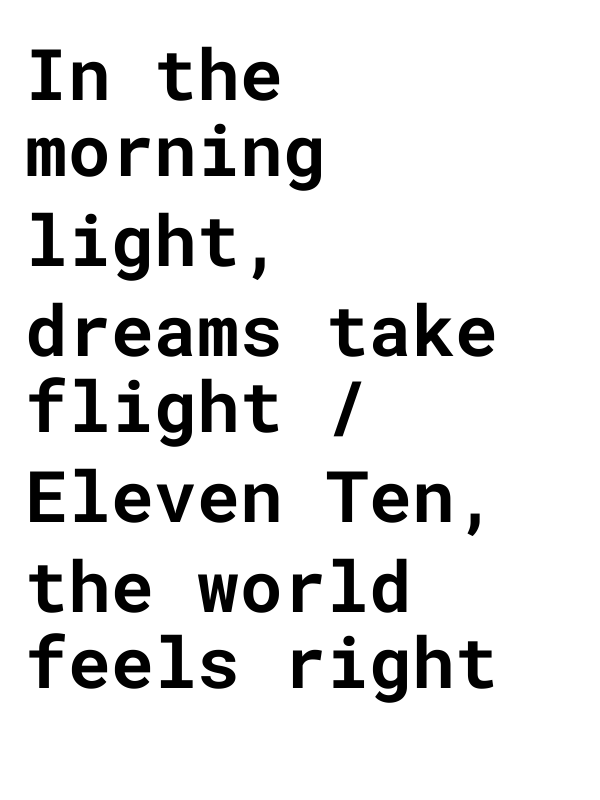 In the
morning
light,
dreams take
flight /
Eleven Ten,
the world
feels right